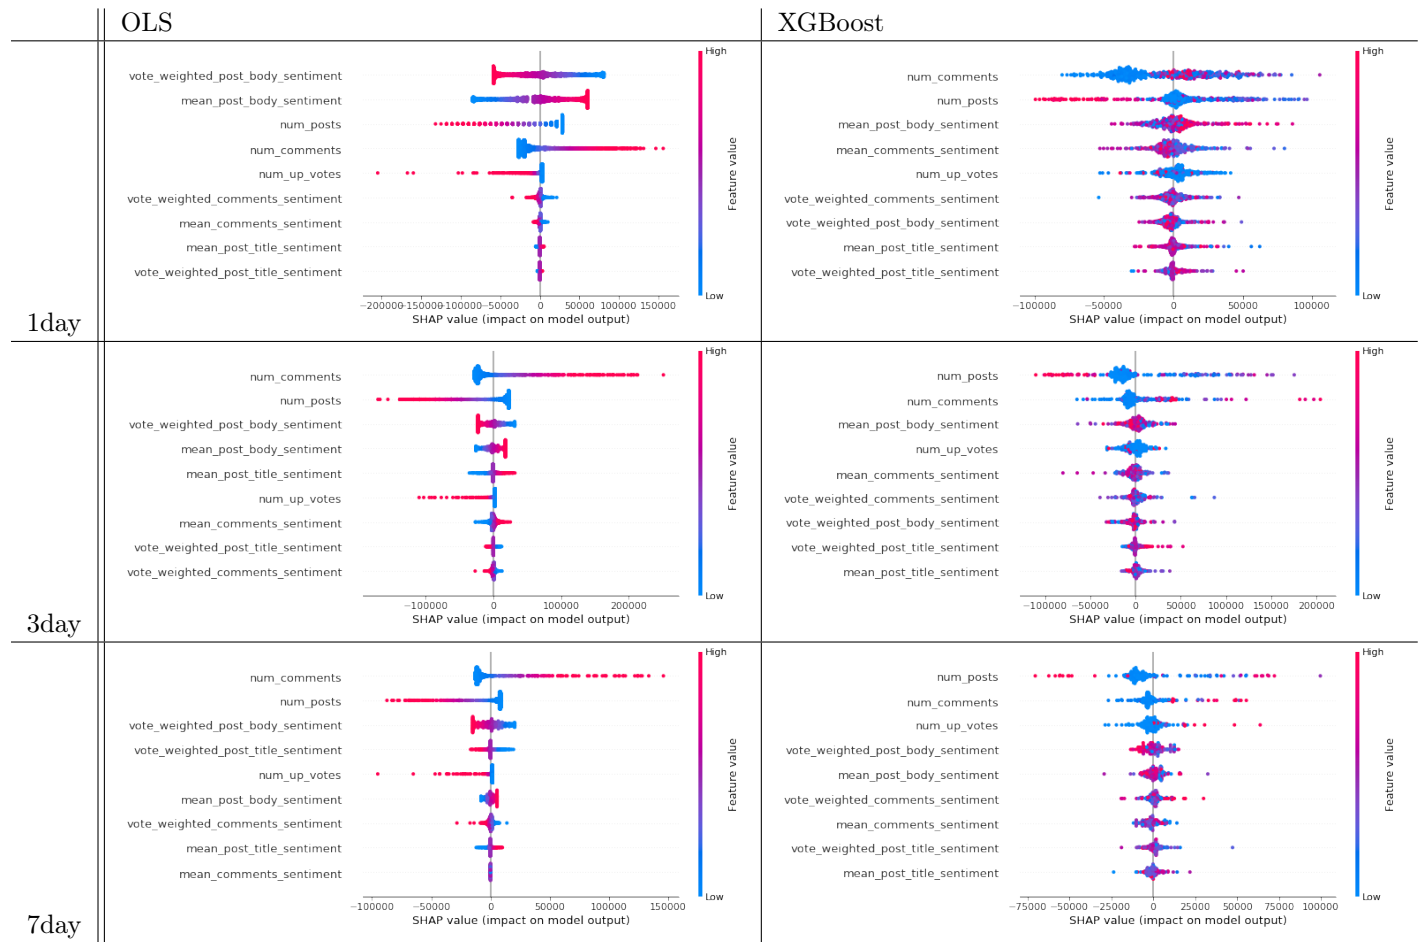 OLS
XGBoost
1day
High
vote_weighted_post_body_sentiment
mean_post_body_sentiment
num_posts
num_comments
num_up_votes
vote_weighted_comments_sentiment
mean_comments_sentiment
mean_post_title_sentiment
vote_weighted_post_title_sentiment
Feature value
Low
−200000−150000−100000 −50000 0 50000 100000 150000
SHAP value (impact on model output)
High
num_comments
num_posts
mean_post_body_sentiment
mean_comments_sentiment
num_up_votes
vote_weighted_comments_sentiment
vote_weighted_post_body_sentiment
mean_post_title_sentiment
vote_weighted_post_title_sentiment
Feature value
Low
−100000 −50000 0 50000 100000
SHAP value (impact on model output)
3day
High
num_comments
num_posts
vote_weighted_post_body_sentiment
mean_post_body_sentiment
mean_post_title_sentiment
num_up_votes
mean_comments_sentiment
vote_weighted_post_title_sentiment
vote_weighted_comments_sentiment
Feature value
Low
−100000 0 100000 200000
SHAP value (impact on model output)
High
num_posts
num_comments
mean_post_body_sentiment
num_up_votes
mean_comments_sentiment
vote_weighted_comments_sentiment
vote_weighted_post_body_sentiment
vote_weighted_post_title_sentiment
mean_post_title_sentiment
Feature value
Low
−100000 −50000 0 50000 100000 150000 200000
SHAP value (impact on model output)
7day
High
num_comments
num_posts
vote_weighted_post_body_sentiment
vote_weighted_post_title_sentiment
num_up_votes
mean_post_body_sentiment
vote_weighted_comments_sentiment
mean_post_title_sentiment
mean_comments_sentiment
Feature value
Low
−100000 −50000 0 50000 100000 150000
SHAP value (impact on model output)
High
num_posts
num_comments
num_up_votes
vote_weighted_post_body_sentiment
mean_post_body_sentiment
vote_weighted_comments_sentiment
mean_comments_sentiment
vote_weighted_post_title_sentiment
mean_post_title_sentiment
Feature value
Low
−75000 −50000 −25000 0 25000 50000 75000 100000
SHAP value (impact on model output)